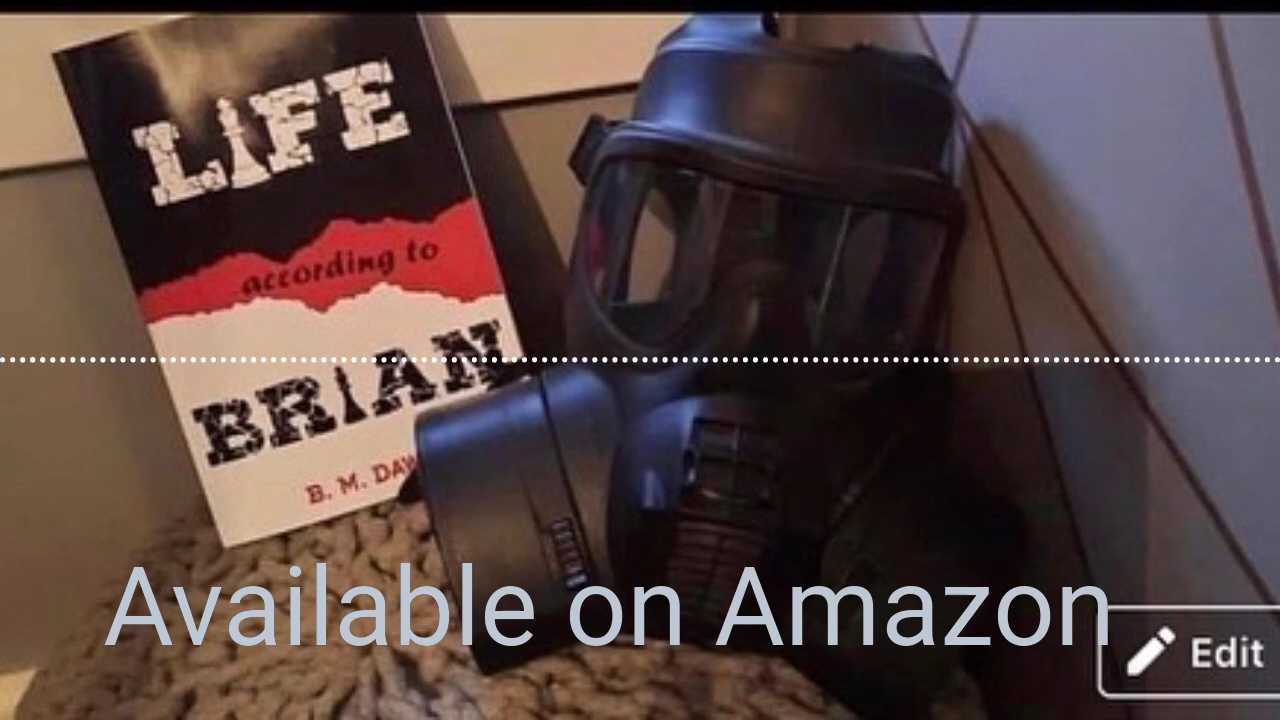 LIFE
according to
BRIAN
B. M.
Available on Amazon
Edit